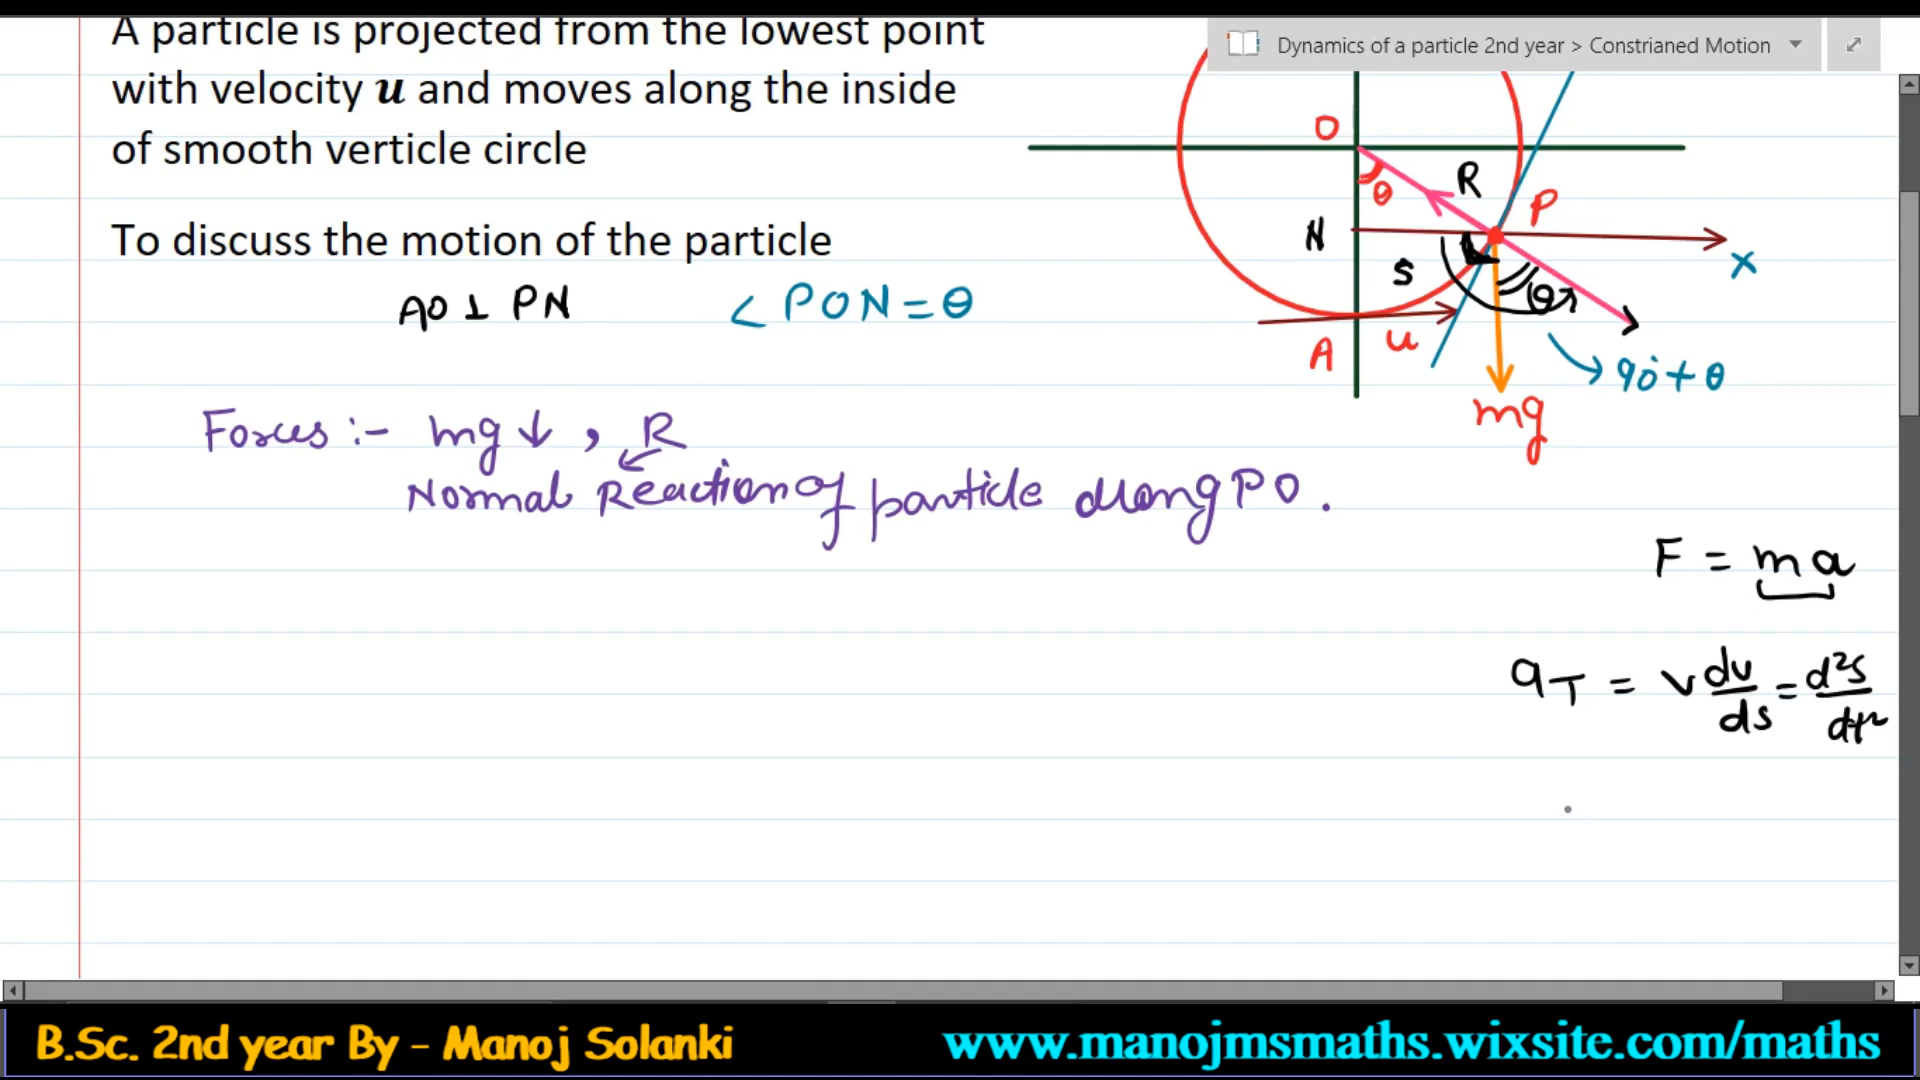 A particle is projected from the lowest point
with velocity u and moves along the inside
of smooth verticle circle
To discuss the motion of the particle
AO ⊥ PN < PON = θ
Forces :- mg ↓ , R
Normal Reaction of particle along PO .
Dynamics of a particle 2nd year > Constrianed Motion
O
θ
R
P
N
S
X
θ
A
u
90° + θ
mg
F = ma
aT = v dv/ds = d²s/dt²
B.Sc. 2nd year By - Manoj Solanki
www.manojmsmaths.wixsite.com/maths